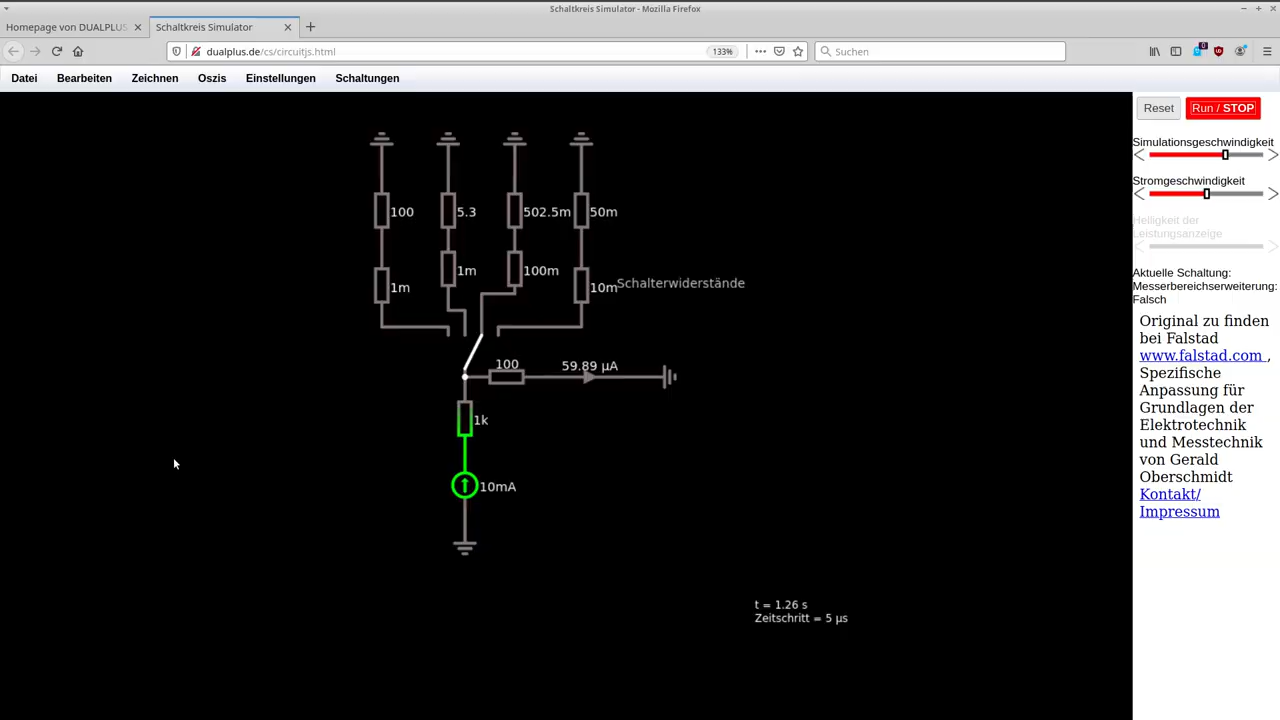 Schaltkreis Simulator - Mozilla Firefox
Homepage von DUALPLUS
Schaltkreis Simulator
dualplus.de/cs/circuitjs.html
133%
Suchen
Datei Bearbeiten Zeichnen Oszis Einstellungen Schaltungen
Reset
Run / STOP
Simulationsgeschwindigkeit
Stromgeschwindigkeit
Helligkeit der
Leistungsanzeige
Aktuelle Schaltung:
Messerbereichserweiterung:
Falsch
Original zu finden
bei Falstad
www.falstad.com ,
Spezifische
Anpassung für
Grundlagen der
Elektrotechnik
und Messtechnik
von Gerald
Oberschmidt
Kontakt/
Impressum
100 5.3 502.5m 50m
1m 1m 100m 10m
Schalterwiderstände
100
59.89 µA
1k
10mA
t = 1.26 s
Zeitschritt = 5 µs